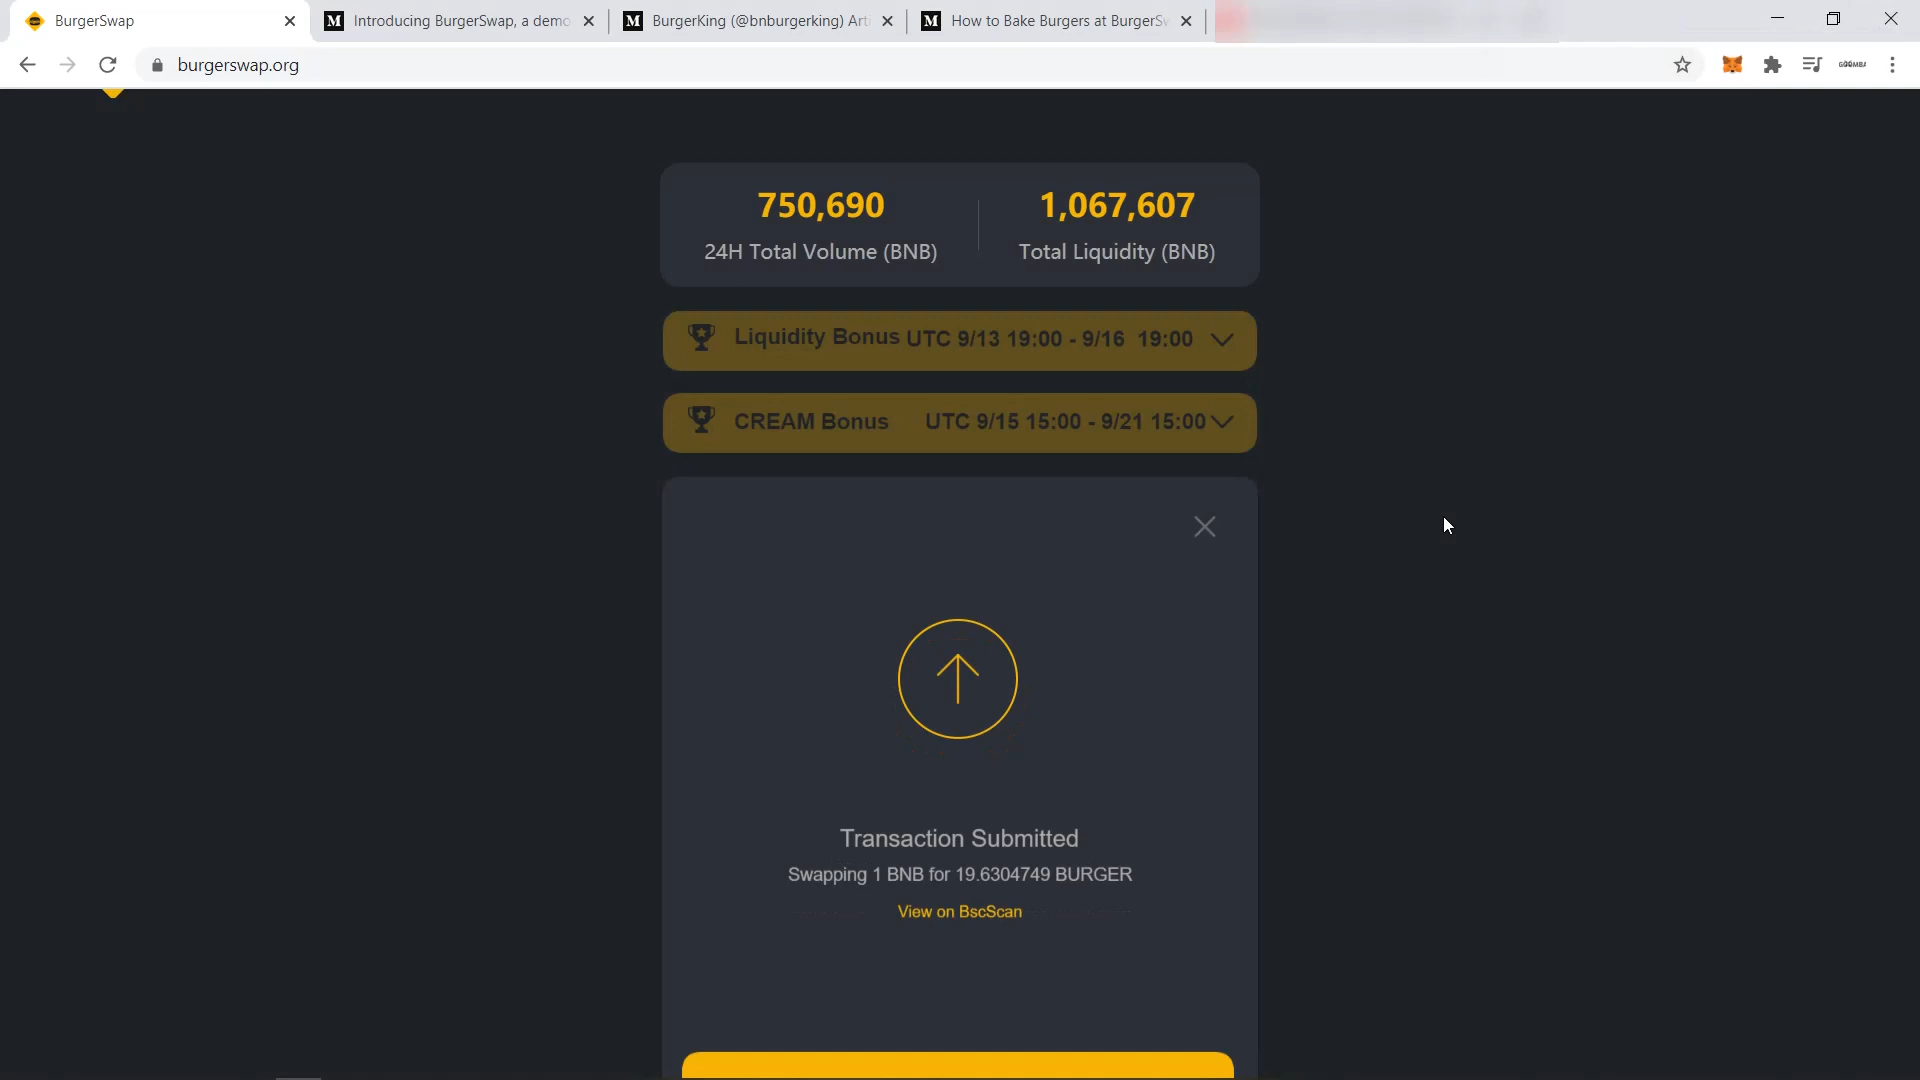 BurgerSwap
Introducing BurgerSwap, a demo
BurgerKing (@bnburgerking) Arti
How to Bake Burgers at BurgerSw
burgerswap.org
750,690
24H Total Volume (BNB)
1,067,607
Total Liquidity (BNB)
Liquidity Bonus UTC 9/13 19:00 - 9/16 19:00
CREAM Bonus UTC 9/15 15:00 - 9/21 15:00
Transaction Submitted
Swapping 1 BNB for 19.6304749 BURGER
View on BscScan